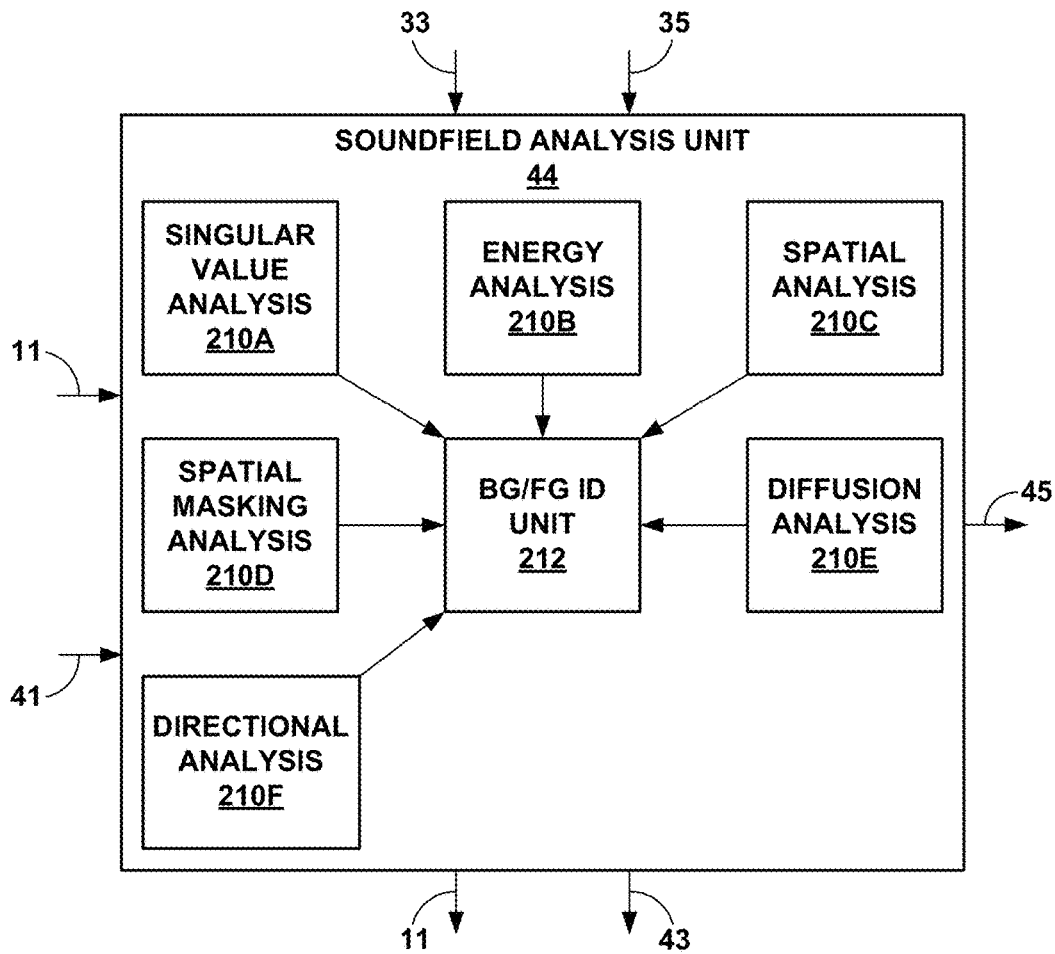 33
35
SOUNDFIELD ANALYSIS UNIT
44
SINGULAR
VALUE
ANALYSIS
210A
ENERGY
ANALYSIS
210B
SPATIAL
ANALYSIS
210C
11
SPATIAL
MASKING
ANALYSIS
210D
BG/FG ID
UNIT
212
DIFFUSION
ANALYSIS
210E
45
41
DIRECTIONAL
ANALYSIS
210F
11
43